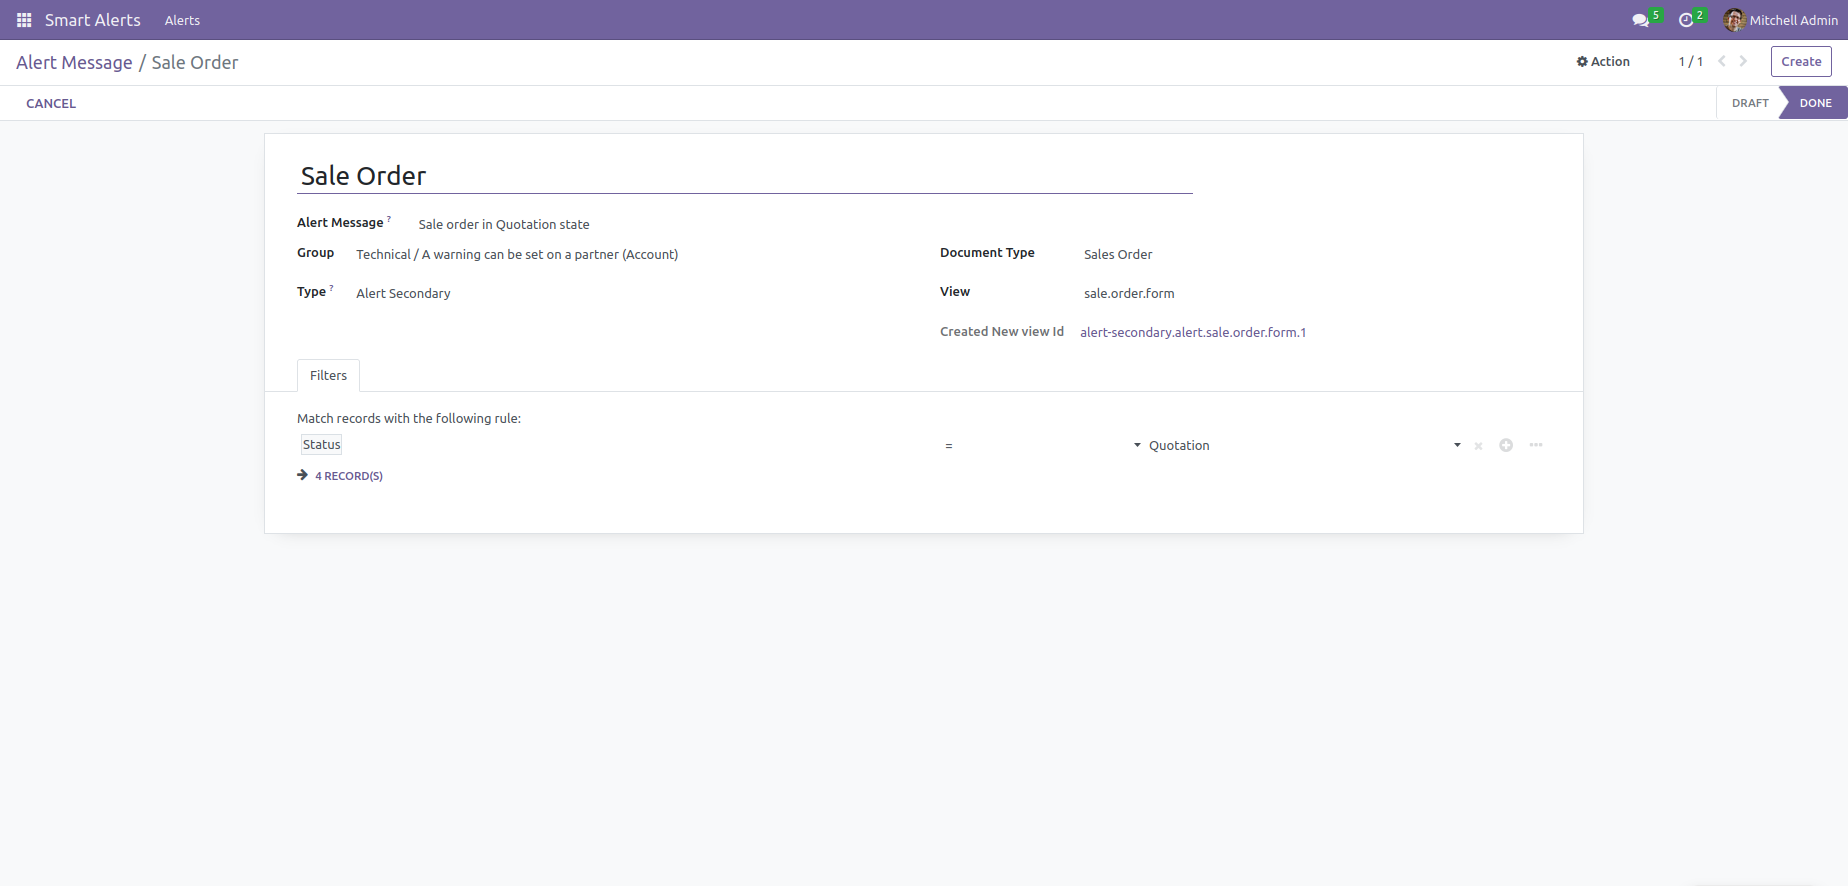 Smart Alerts Alerts 5 2 Mitchell Admin
Alert Message / Sale Order Action 1 / 1 Create
CANCEL DRAFT DONE
Sale Order
Alert Message ? Sale order in Quotation state
Group Technical / A warning can be set on a partner (Account) Document Type Sales Order
Type ? Alert Secondary View sale.order.form
Created New view Id alert-secondary.alert.sale.order.form.1
Filters
Match records with the following rule:
Status = Quotation
4 RECORD(S)